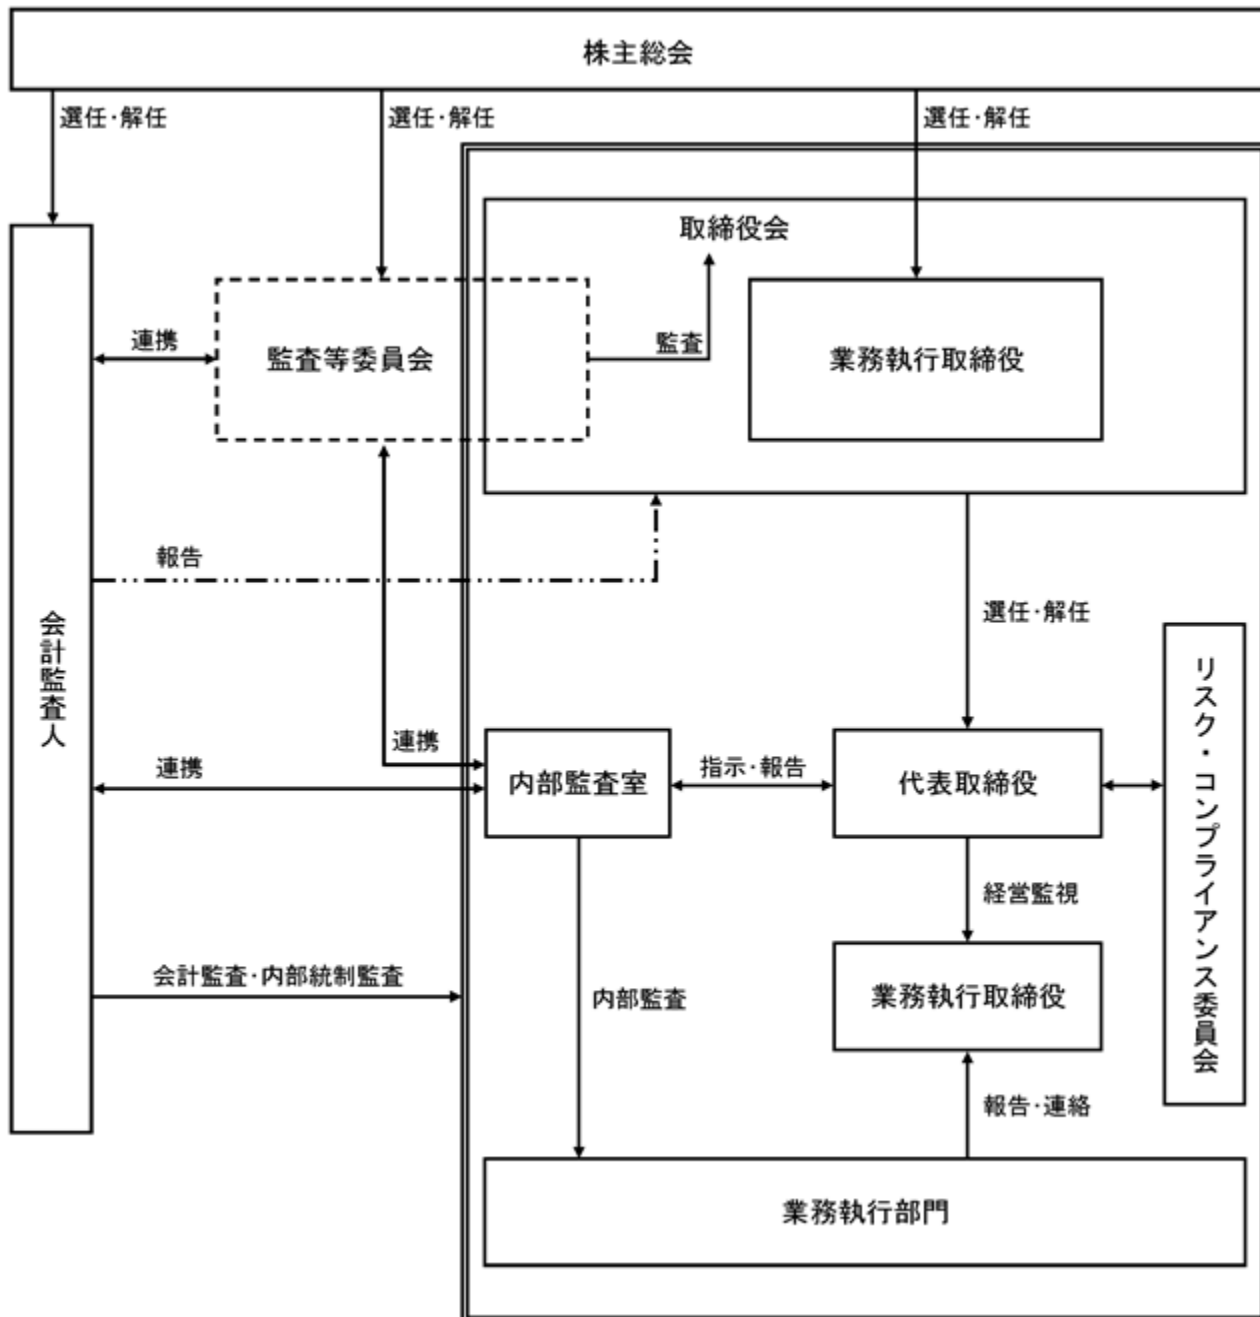 株主総会
選任・解任
選任・解任
選任・解任
取締役会
連携
監査等委員会
監査
業務執行取締役
報告
会計監査人
選任・解任
リスク・コンプライアンス委員会
連携
連携
内部監査室
指示・報告
代表取締役
経営監視
会計監査・内部統制監査
内部監査
業務執行取締役
報告・連絡
業務執行部門